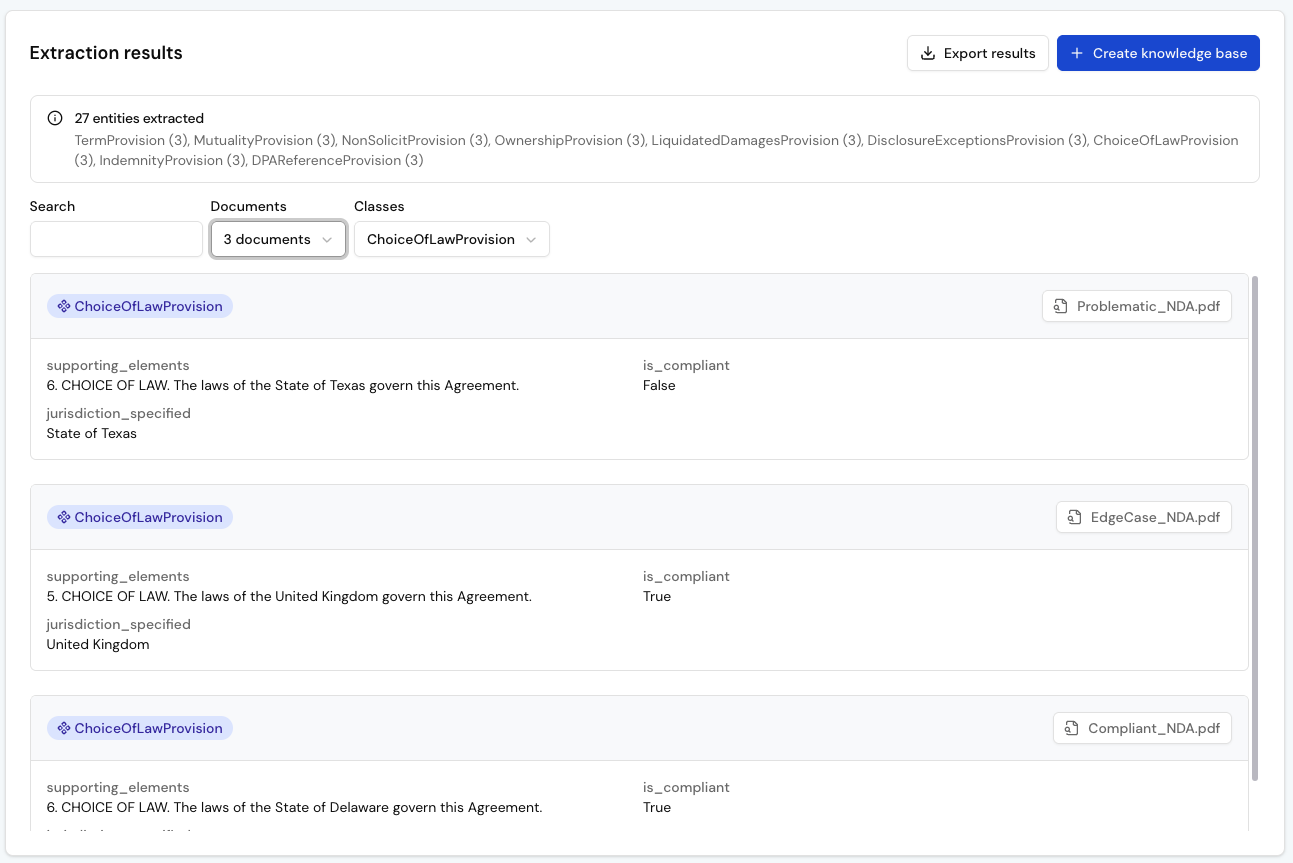 Extraction results
Export results
Create knowledge base
27 entities extracted
TermProvision (3), MutualityProvision (3), NonSolicitProvision (3), OwnershipProvision (3), LiquidatedDamagesProvision (3), DisclosureExceptionsProvision (3), ChoiceOfLawProvision
(3), IndemnityProvision (3), DPAReferenceProvision (3)
Search
Documents
Classes
3 documents
ChoiceOfLawProvision
ChoiceOfLawProvision
Problematic_NDA.pdf
supporting_elements
6. CHOICE OF LAW. The laws of the State of Texas govern this Agreement.
is_compliant
False
jurisdiction_specified
State of Texas
ChoiceOfLawProvision
EdgeCase_NDA.pdf
supporting_elements
5. CHOICE OF LAW. The laws of the United Kingdom govern this Agreement.
is_compliant
True
jurisdiction_specified
United Kingdom
ChoiceOfLawProvision
Compliant_NDA.pdf
supporting_elements
6. CHOICE OF LAW. The laws of the State of Delaware govern this Agreement.
is_compliant
True